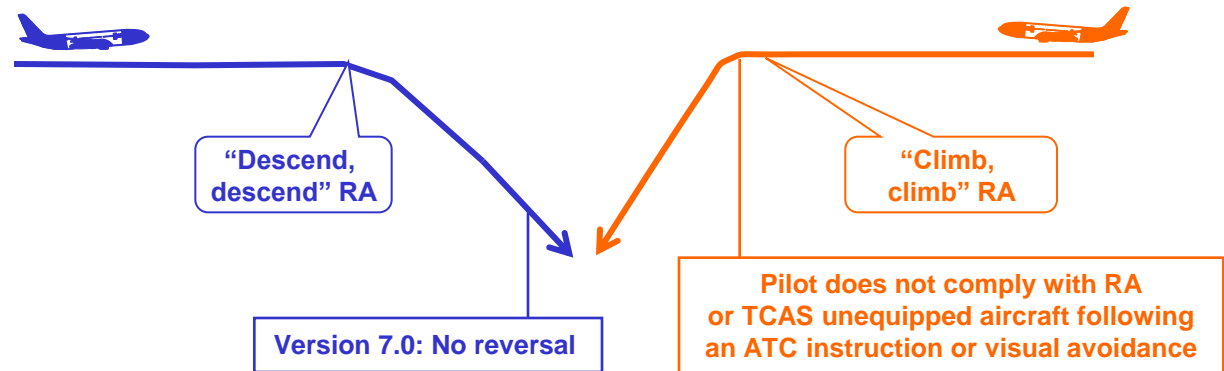 “Descend,
descend” RA
“Climb,
climb” RA
Version 7.0: No reversal
Pilot does not comply with RA
or TCAS unequipped aircraft following
an ATC instruction or visual avoidance